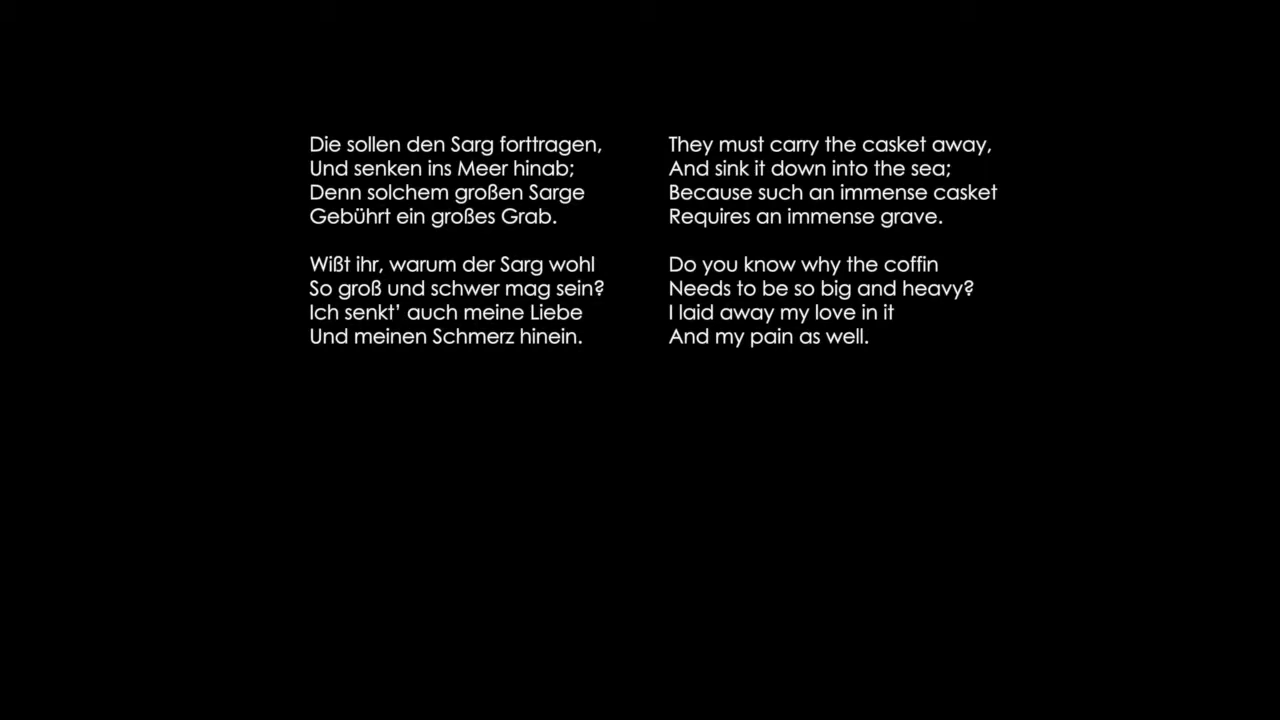 Die sollen den Sarg forttragen,
Und senken ins Meer hinab;
Denn solchem großen Sarge
Gebührt ein großes Grab.

Wißt ihr, warum der Sarg wohl
So groß und schwer mag sein?
Ich senkt’ auch meine Liebe
Und meinen Schmerz hinein.

They must carry the casket away,
And sink it down into the sea;
Because such an immense casket
Requires an immense grave.

Do you know why the coffin
Needs to be so big and heavy?
I laid away my love in it
And my pain as well.